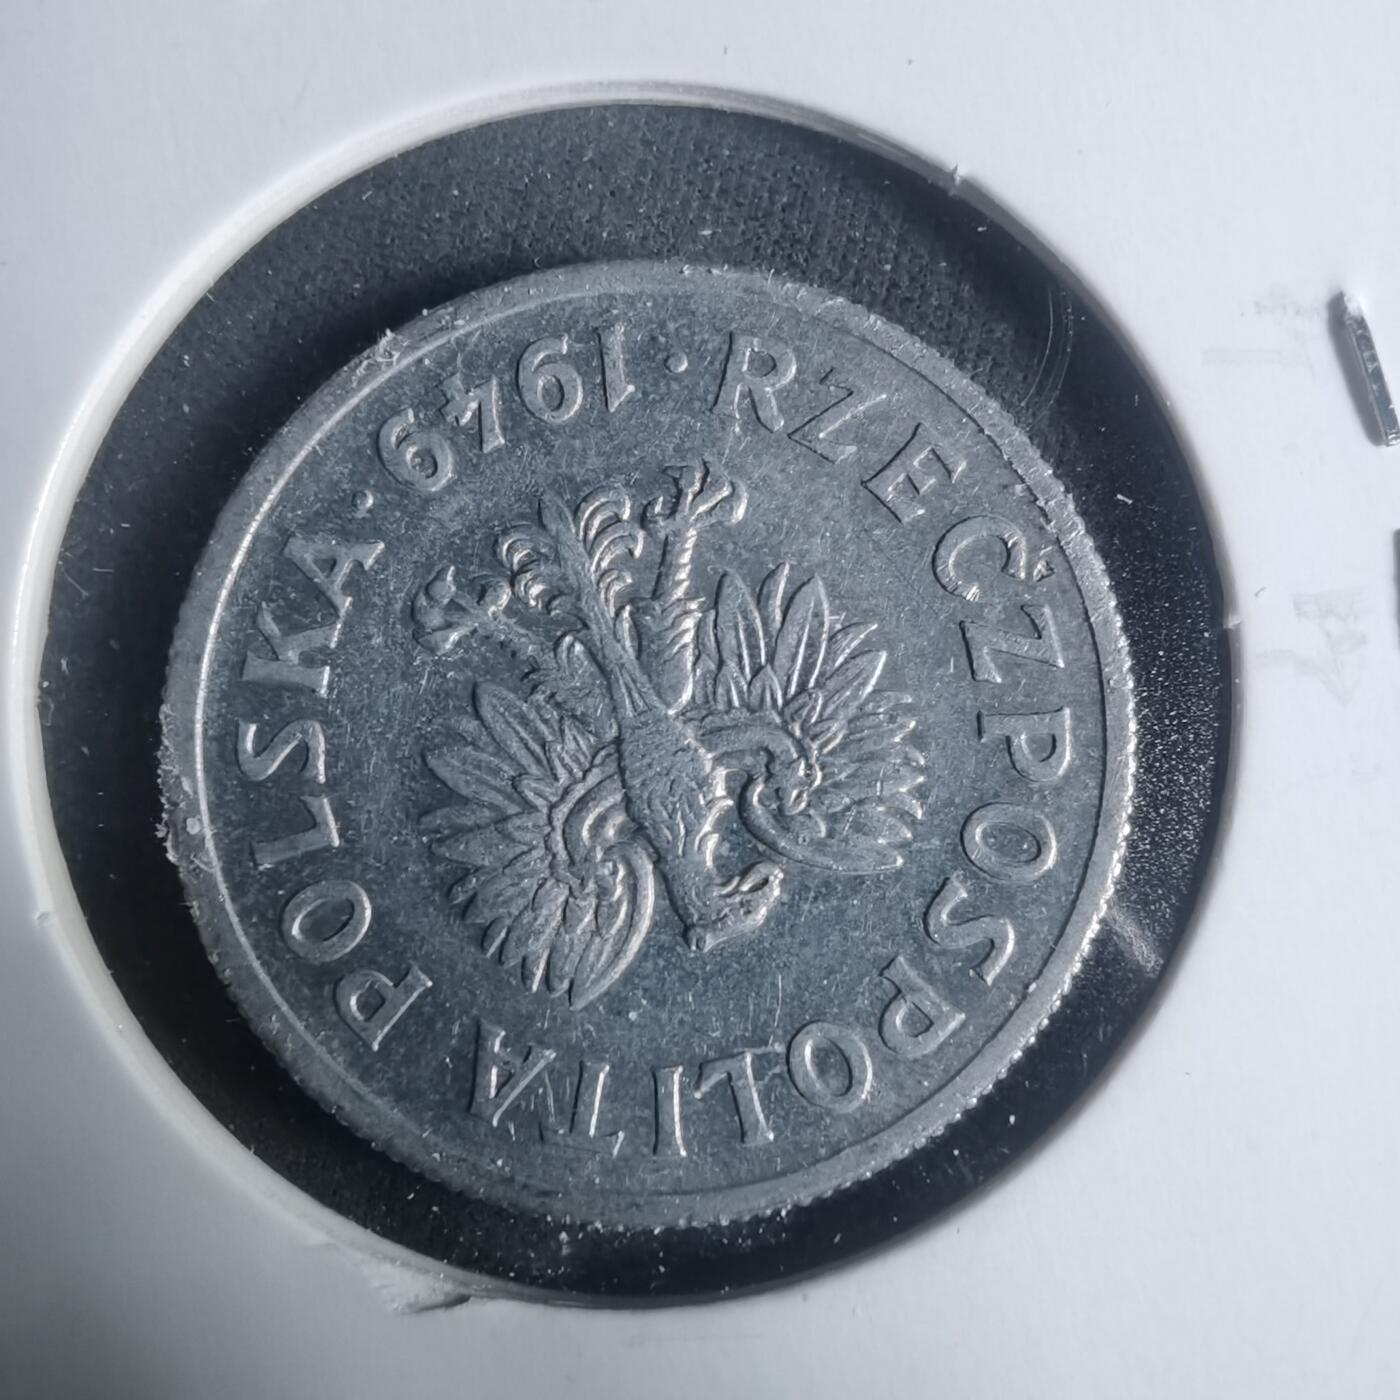 RZECZPOSPOLITA POLSKA
· 1949 ·